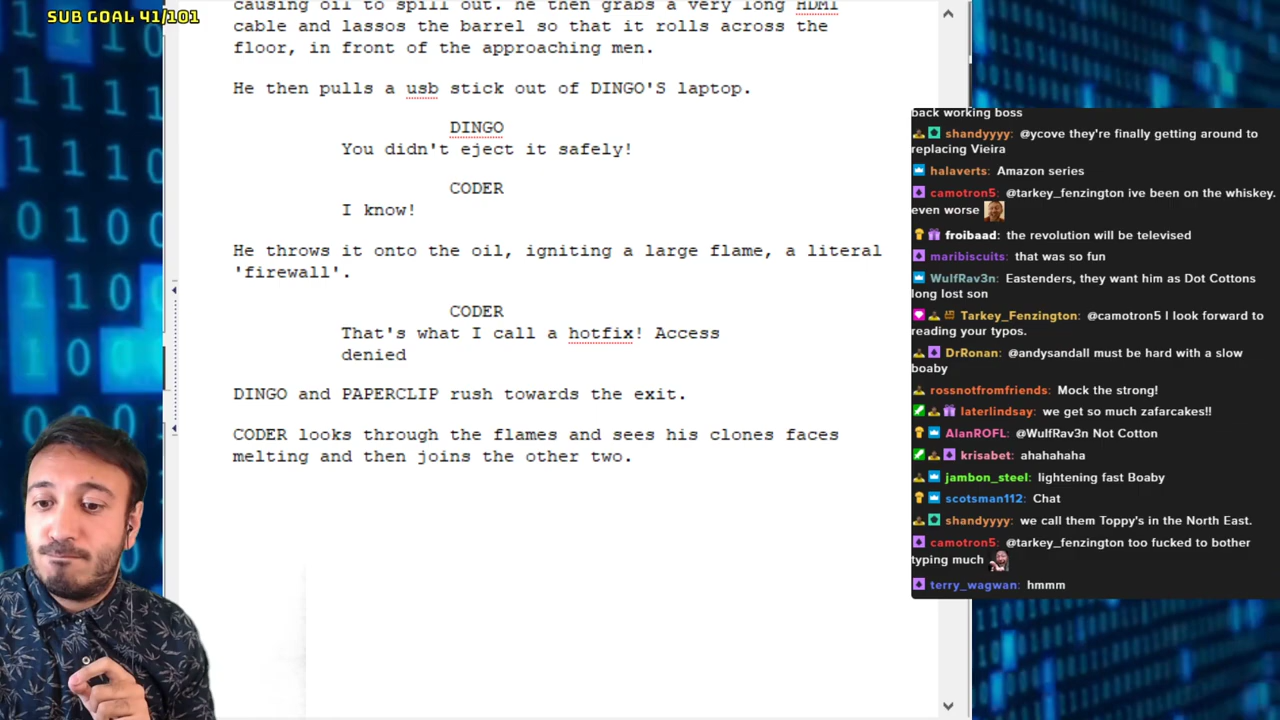 SUB GOAL 41/101
causing oil to spill out. He then grabs a very long HDMI
cable and lassos the barrel so that it rolls across the
floor, in front of the approaching men.
He then pulls a usb stick out of DINGO'S laptop.
DINGO
You didn't eject it safely!
CODER
I know!
He throws it onto the oil, igniting a large flame, a literal
'firewall'.
CODER
That's what I call a hotfix! Access
denied
DINGO and PAPERCLIP rush towards the exit.
CODER looks through the flames and sees his clones faces
melting and then joins the other two.
back working boss
shandyyyy: @ycove they're finally getting around to
replacing Vieira
halaverts: Amazon series
camotron5: @tarkey_fenzington ive been on the whiskey.
even worse
froibaad: the revolution will be televised
maribiscuits: that was so fun
WulfRav3n: Eastenders, they want him as Dot Cottons
long lost son
Tarkey_Fenzington: @camotron5 I look forward to
reading your typos.
DrRonan: @andysandall must be hard with a slow
boaby
rossnotfromfriends: Mock the strong!
laterlindsay: we get so much zafarcakes!!
AlanROFL: @WulfRav3n Not Cotton
krisabet: ahahahaha
jambon_steel: lightening fast Boaby
scotsman112: Chat
shandyyyy: we call them Toppy's in the North East.
camotron5: @tarkey_fenzington too fucked to bother
typing much
terry_wagwan: hmmm